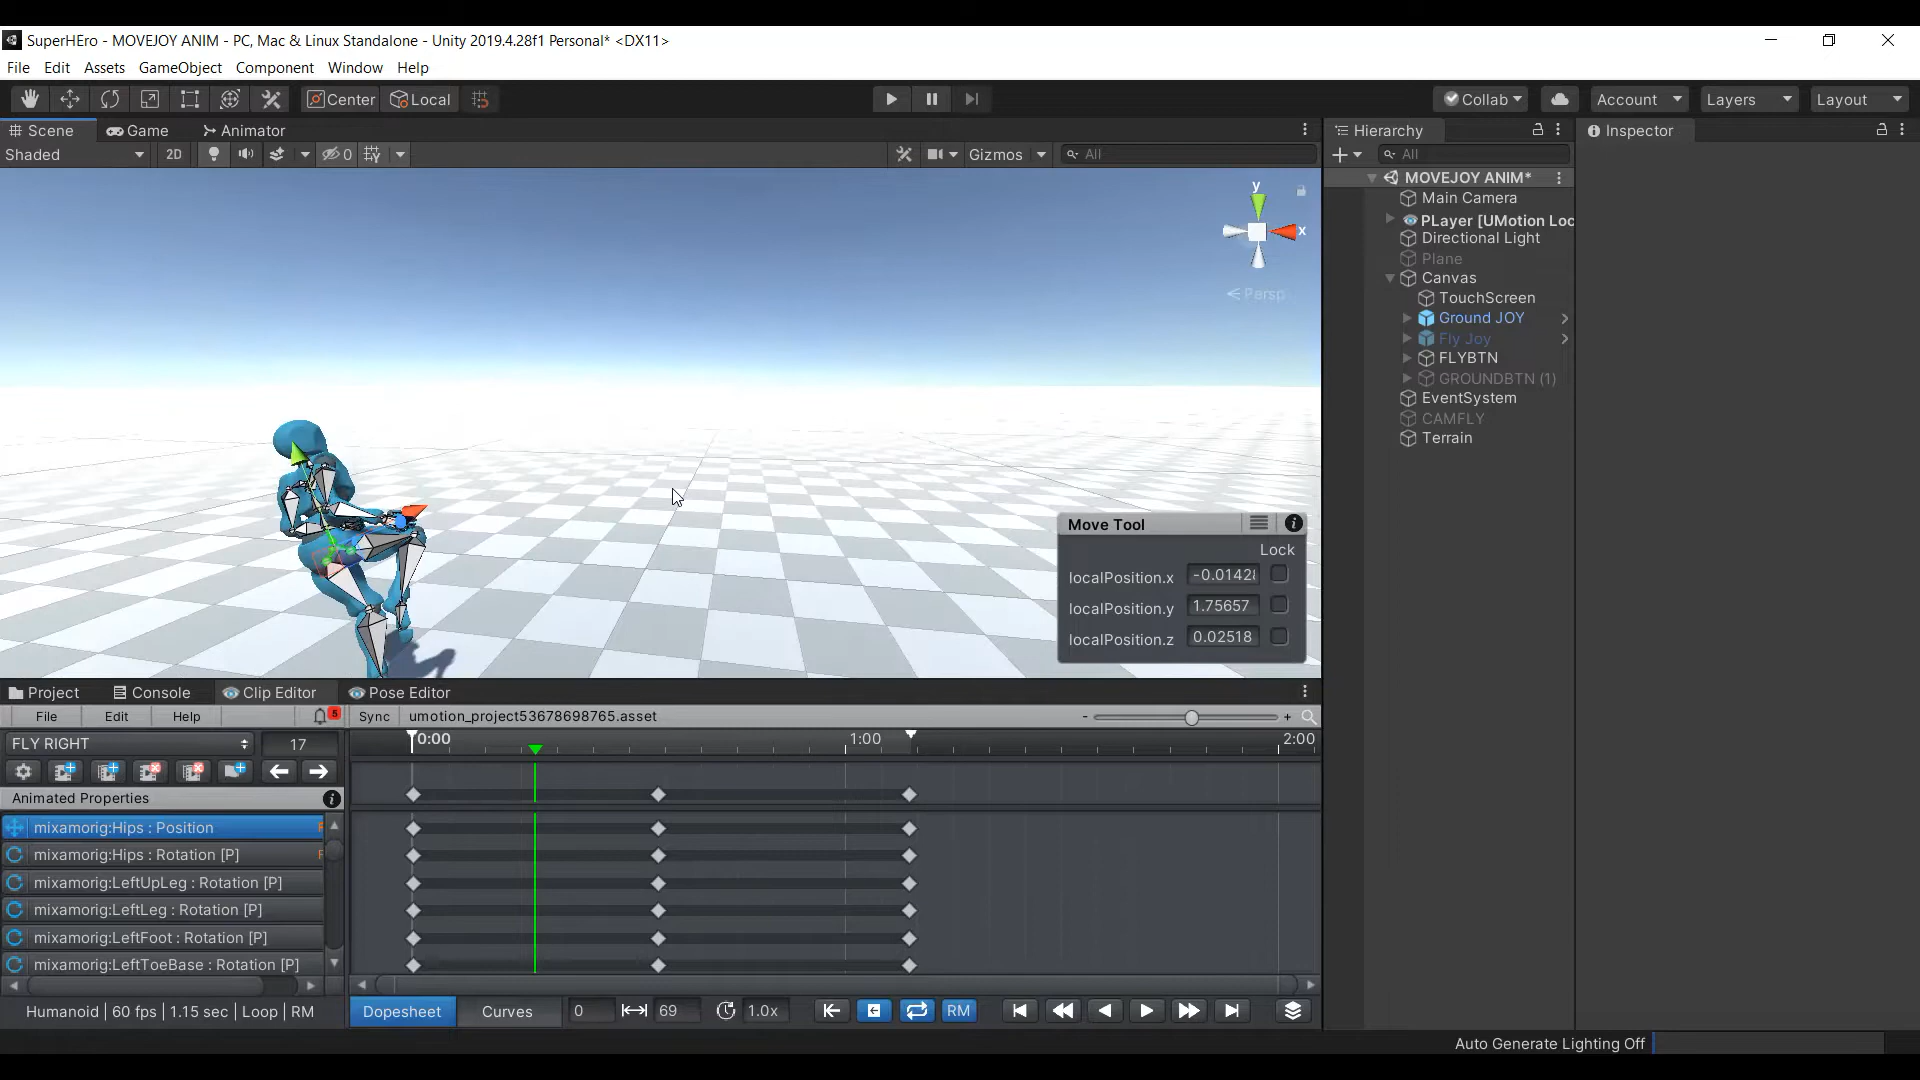 SuperHEro - MOVEJOY ANIM - PC, Mac & Linux Standalone - Unity 2019.4.28f1 Personal* <DX11>
File Edit Assets GameObject Component Window Help
Center Local Collab Account Layers Layout
Scene Game Animator
Shaded 2D 0 Gizmos All
y
x
Persp
Move Tool
Lock
localPosition.x -0.0142
localPosition.y 1.75657
localPosition.z 0.02518
Hierarchy
All
MOVEJOY ANIM*
Main Camera
PLayer [UMotion Loc
Directional Light
Plane
Canvas
TouchScreen
Ground JOY
Fly Joy
FLYBTN
GROUNDBTN (1)
EventSystem
CAMFLY
Terrain
Inspector
Project Console Clip Editor Pose Editor
File Edit Help 5 Sync umotion_project53678698765.asset - +
FLY RIGHT 17 0:00 1:00 2:00
Animated Properties
mixamorig:Hips : Position
mixamorig:Hips : Rotation [P]
mixamorig:LeftUpLeg : Rotation [P]
mixamorig:LeftLeg : Rotation [P]
mixamorig:LeftFoot : Rotation [P]
mixamorig:LeftToeBase : Rotation [P]
Humanoid | 60 fps | 1.15 sec | Loop | RM Dopesheet Curves 0 69 1.0x RM
Auto Generate Lighting Off